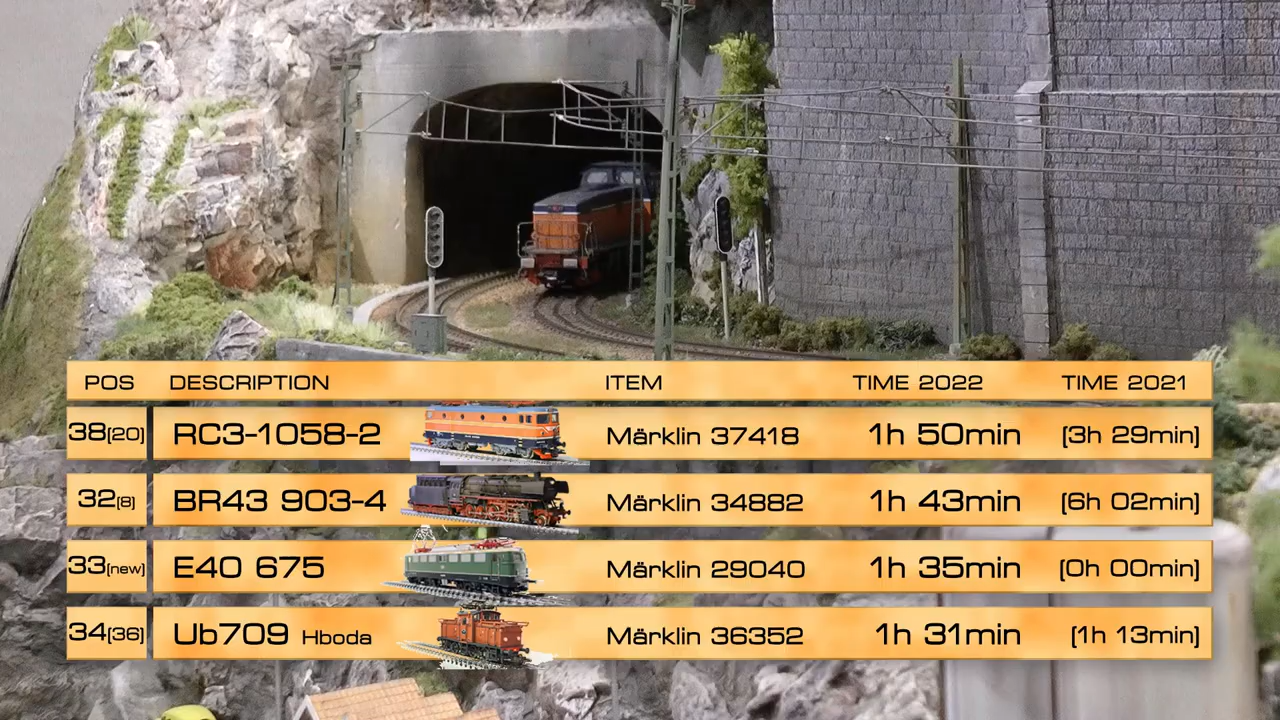 POS DESCRIPTION ITEM TIME 2022 TIME 2021
38[20] RC3-1058-2 Märklin 37418 1h 50min [3h 29min]
32[8] BR43 903-4 Märklin 34882 1h 43min [6h 02min]
33[new] E40 675 Märklin 29040 1h 35min [0h 00min]
34[36] Ub709 Hboda Märklin 36352 1h 31min [1h 13min]